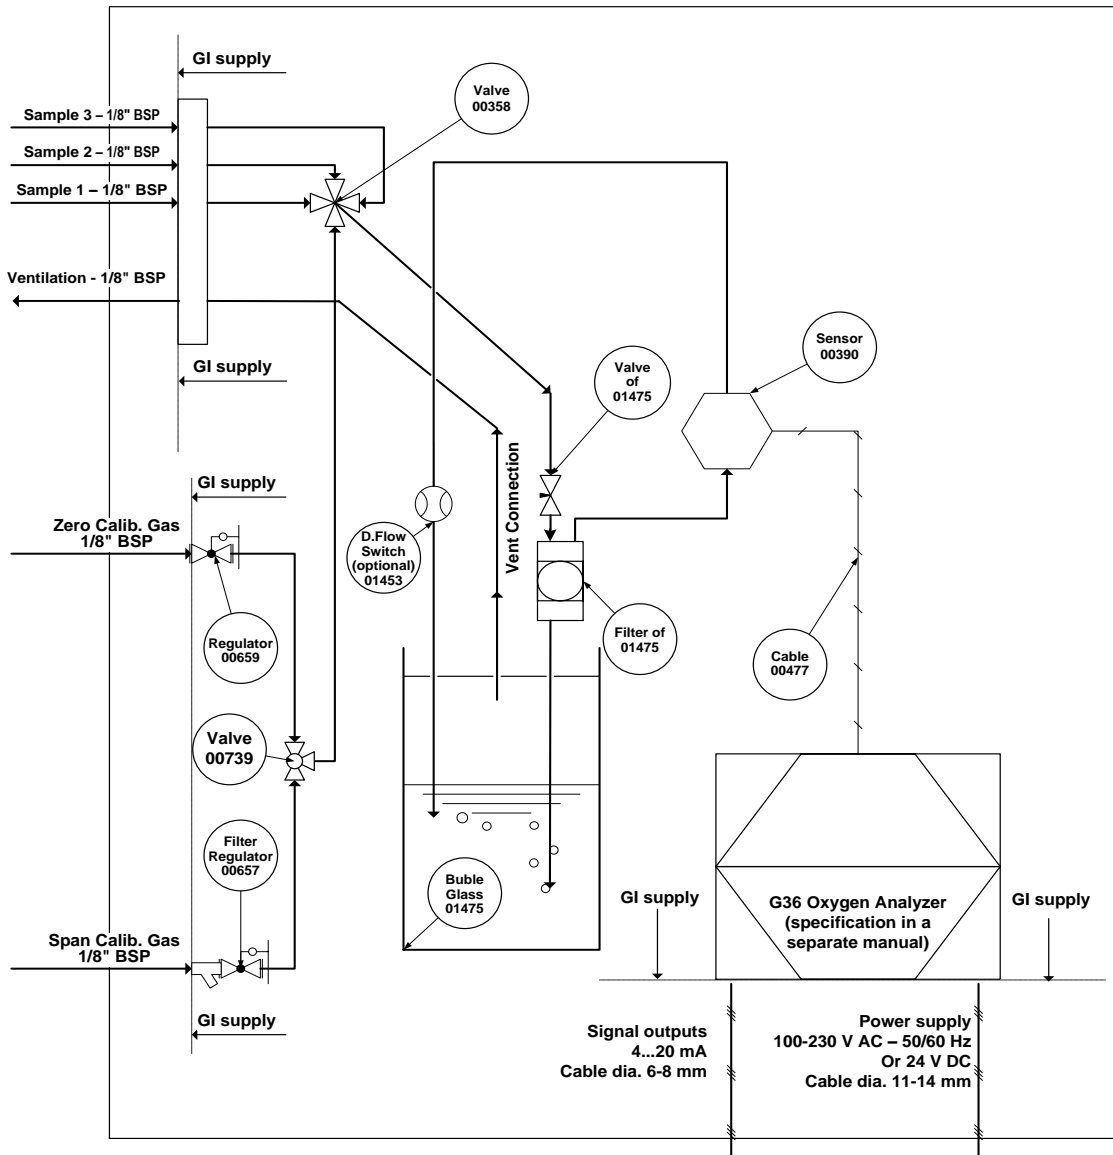 GI supply
Valve
00358
Sample 3 – 1/8" BSP
Sample 2 – 1/8" BSP
Sample 1 – 1/8" BSP
Ventilation - 1/8" BSP
GI supply
Sensor
00390
Valve
of
01475
Vent Connection
GI supply
Zero Calib. Gas
1/8" BSP
D.Flow
Switch
(optional)
01453
Regulator
00659
Filter of
01475
Cable
00477
Valve
00739
Filter
Regulator
00657
Buble
Glass
01475
GI supply
G36 Oxygen Analyzer
(specification in a
separate manual)
GI supply
Span Calib. Gas
1/8" BSP
GI supply
Signal outputs
4...20 mA
Cable dia. 6-8 mm
Power supply
100-230 V AC – 50/60 Hz
Or 24 V DC
Cable dia. 11-14 mm